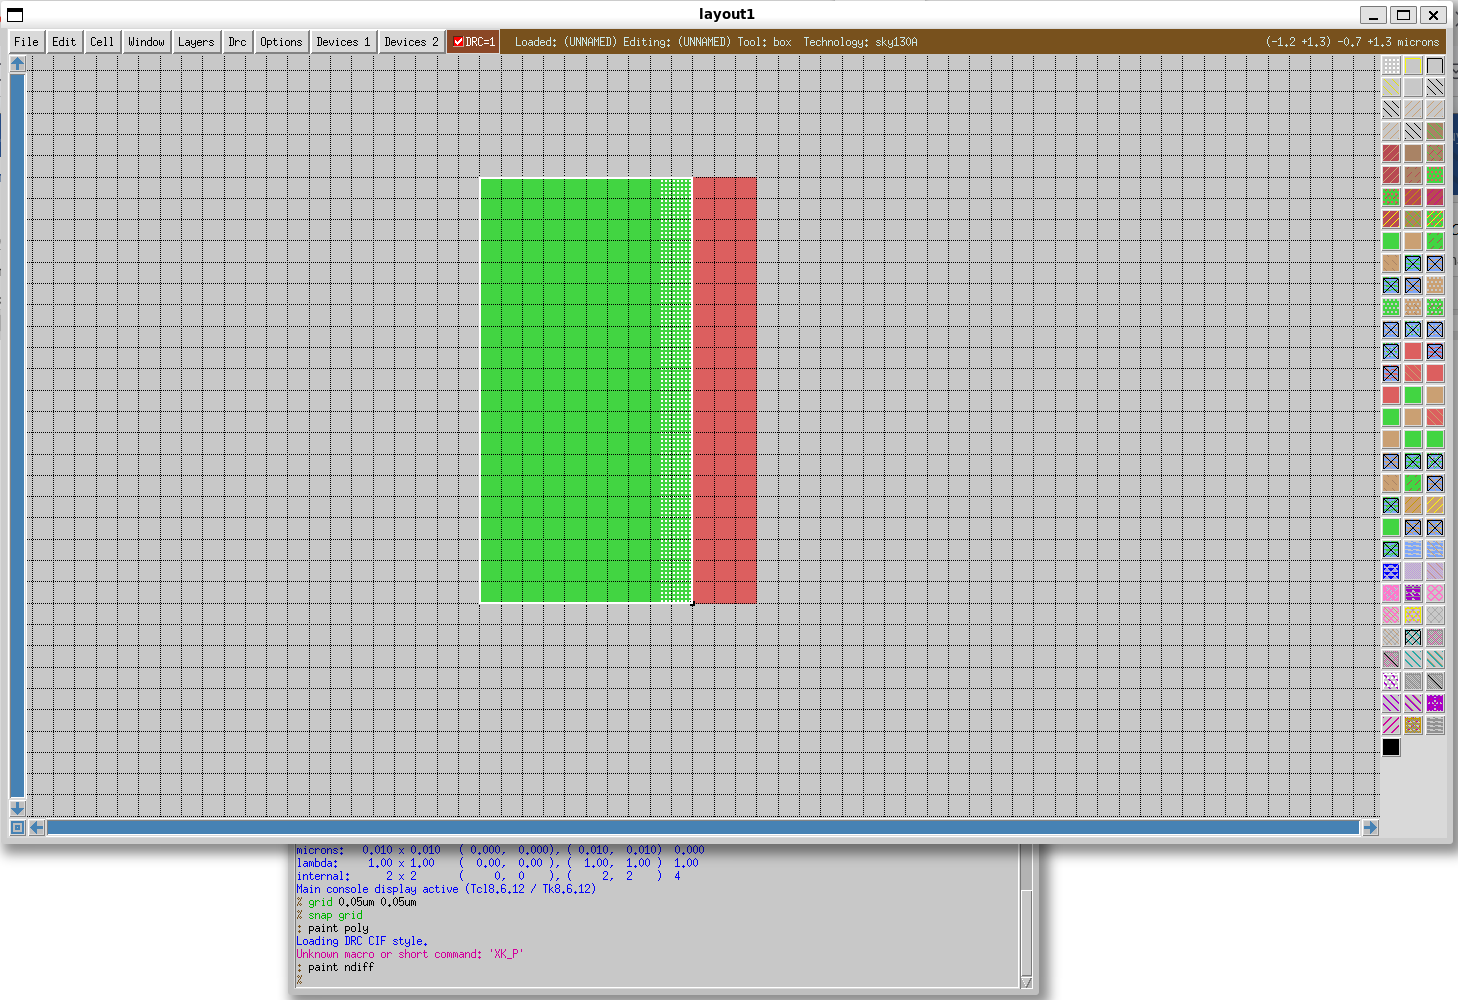 layout1
File Edit Cell Window Layers Drc Options Devices 1 Devices 2 DRC=1 Loaded: (UNNAMED) Editing: (UNNAMED) Tool: box Technology: sky130A (-1.2 +1.3) -0.7 +1.3 microns
microns: 0.010 x 0.010 ( 0.000, 0.000), ( 0.010, 0.010) 0.000
lambda: 1.00 x 1.00 ( 0.00, 0.00 ), ( 1.00, 1.00 ) 1.00
internal: 2 x 2 ( 0, 0 ), ( 2, 2 ) 4
Main console display active (Tcl8.6.12 / Tk8.6.12)
% grid 0.05um 0.05um
% snap grid
: paint poly
Loading DRC CIF style.
Unknown macro or short command: 'XK_P'
: paint ndiff
%